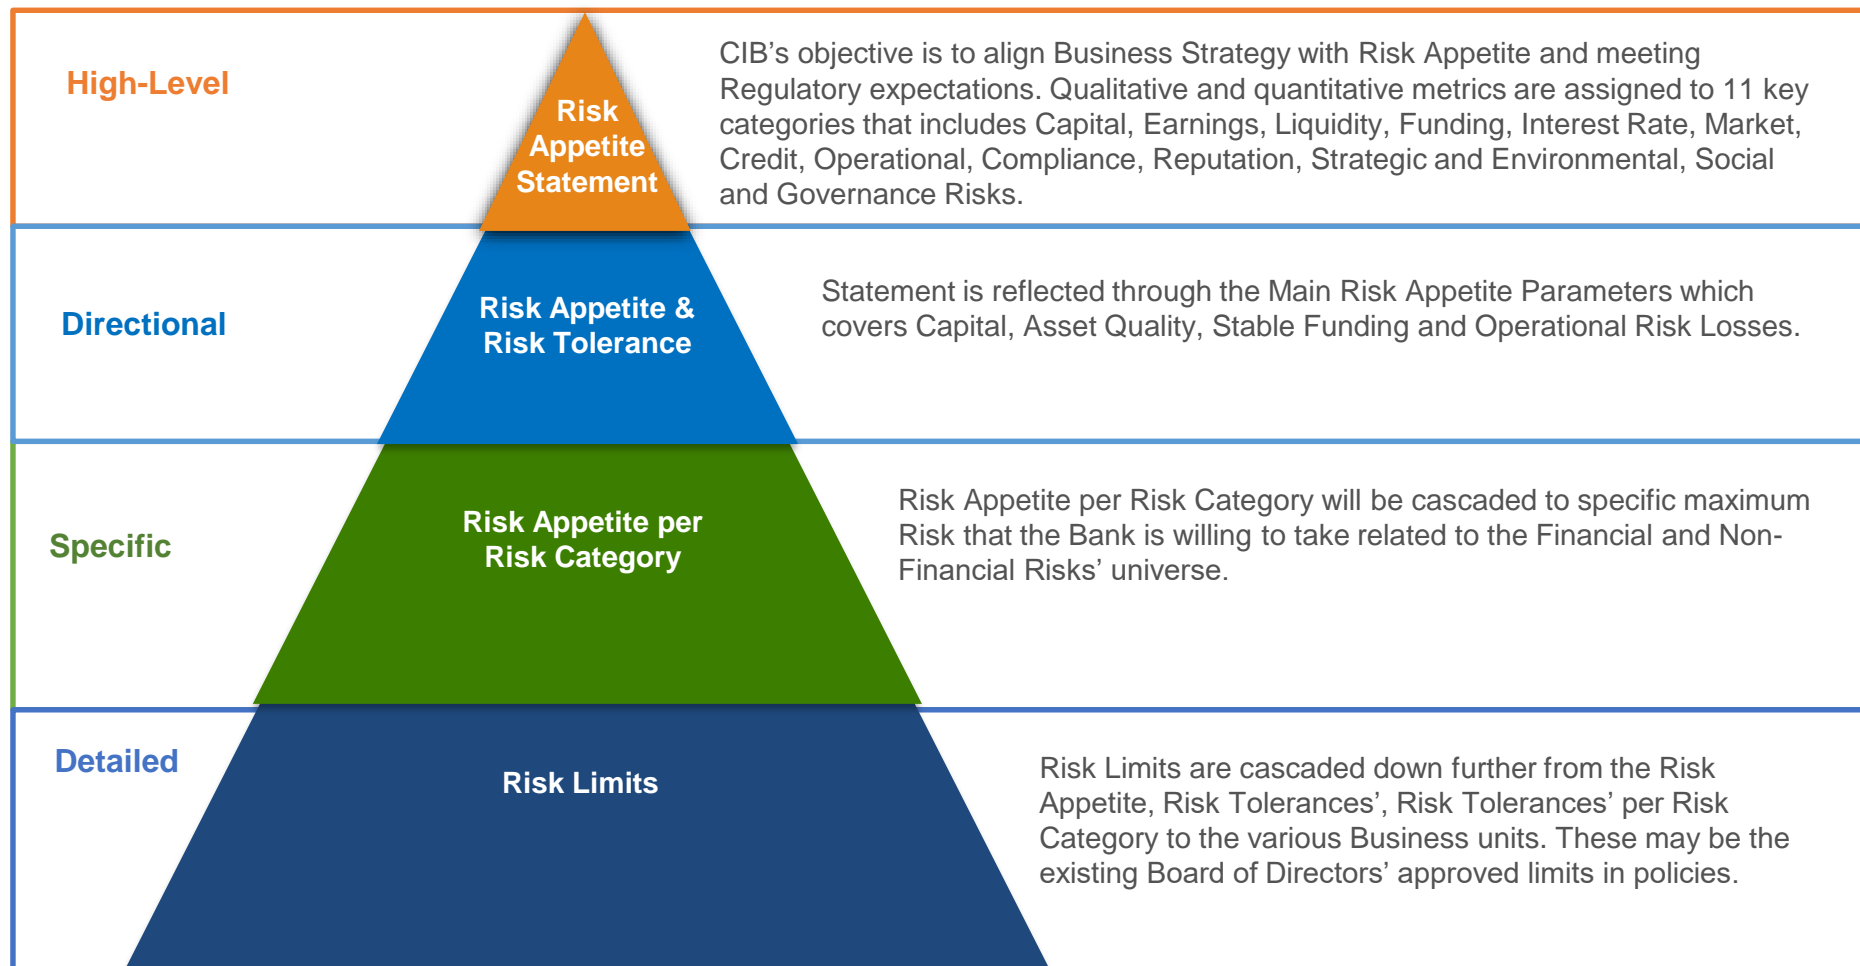 High-Level
Risk
Appetite
Statement
CIB’s objective is to align Business Strategy with Risk Appetite and meeting
Regulatory expectations. Qualitative and quantitative metrics are assigned to 11 key
categories that includes Capital, Earnings, Liquidity, Funding, Interest Rate, Market,
Credit, Operational, Compliance, Reputation, Strategic and Environmental, Social
and Governance Risks.
Directional
Risk Appetite &
Risk Tolerance
Statement is reflected through the Main Risk Appetite Parameters which
covers Capital, Asset Quality, Stable Funding and Operational Risk Losses.
Specific
Risk Appetite per
Risk Category
Risk Appetite per Risk Category will be cascaded to specific maximum
Risk that the Bank is willing to take related to the Financial and Non-
Financial Risks’ universe.
Detailed
Risk Limits
Risk Limits are cascaded down further from the Risk
Appetite, Risk Tolerances’, Risk Tolerances’ per Risk
Category to the various Business units. These may be the
existing Board of Directors’ approved limits in policies.